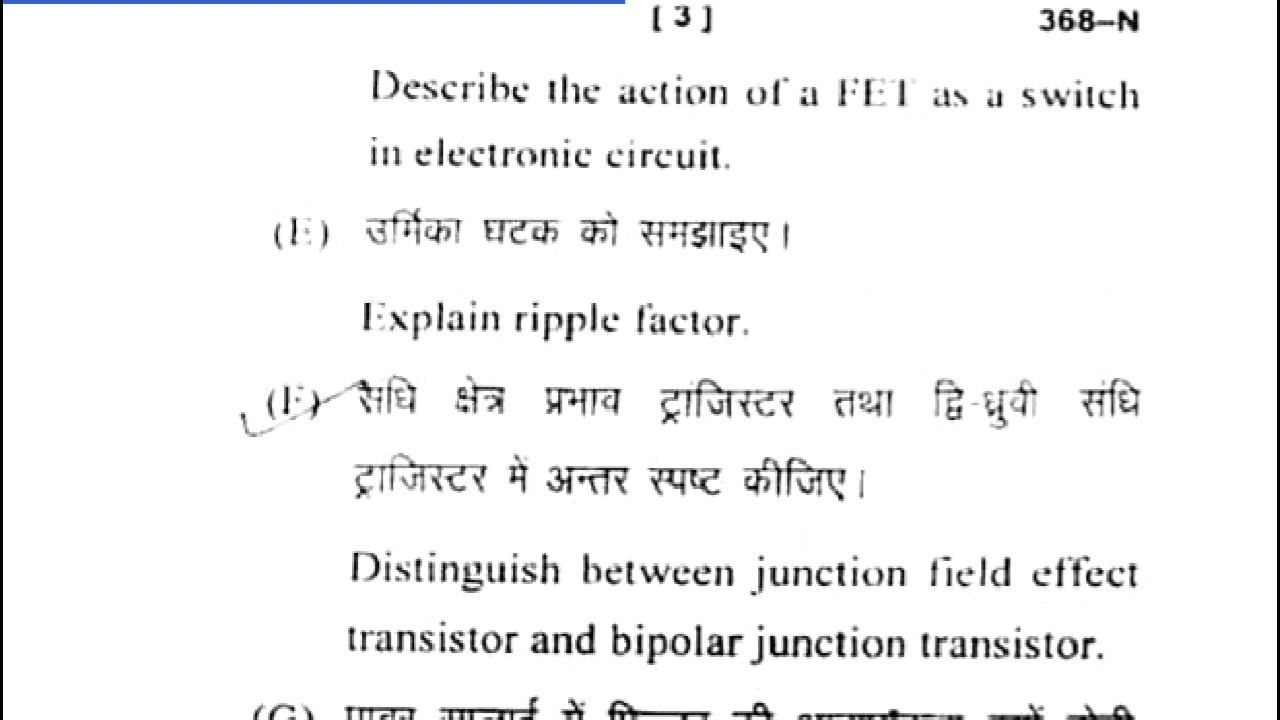 [ 3 ] 368–N
Describe the action of a FET as a switch
in electronic circuit.
(E) उर्मिका घटक को समझाइए।
Explain ripple factor.
(F) संधि क्षेत्र प्रभाव ट्रांजिस्टर तथा द्वि-ध्रुवी संधि
ट्रांजिस्टर में अन्तर स्पष्ट कीजिए।
Distinguish between junction field effect
transistor and bipolar junction transistor.
(G) में की